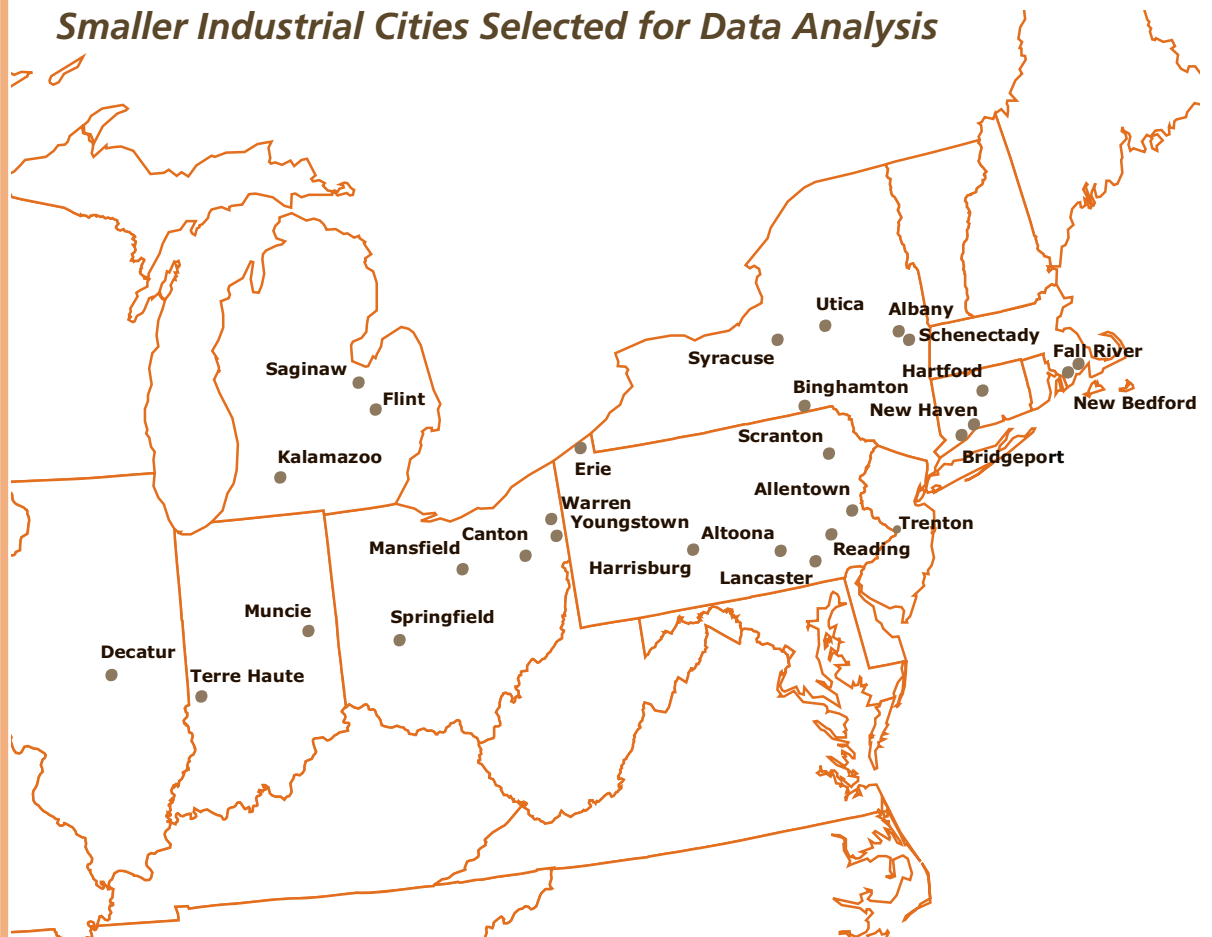 Smaller Industrial Cities Selected for Data Analysis
Utica
Albany
Schenectady
Syracuse
Fall River
Hartford
Saginaw
Binghamton
Flint
New Bedford
New Haven
Scranton
Kalamazoo
Bridgeport
Erie
Allentown
Warren
Youngstown
Trenton
Canton
Altoona
Mansfield
Reading
Harrisburg
Lancaster
Muncie
Springfield
Decatur
Terre Haute